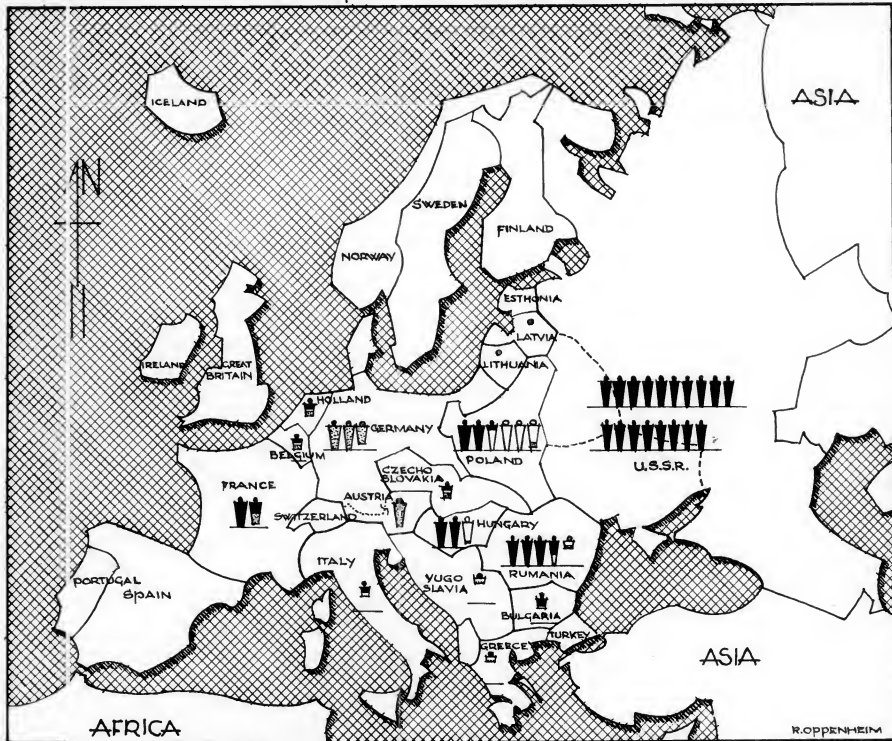 ICELAND
ASIA
N
SWEDEN
FINLAND
NORWAY
ESTHONIA
LATVIA
IRELAND
GREAT
BRITAIN
LITHUANIA
HOLLAND
GERMANY
BELGIUM
POLAND
U.S.S.R.
CZECHO
SLOVAKIA
FRANCE
AUSTRIA
SWITZERLAND
HUNGARY
ITALY
RUMANIA
PORTUGAL
SPAIN
YUGO
SLAVIA
BULGARIA
TURKEY
GREECE
ASIA
AFRICA
R.OPPENHEIM